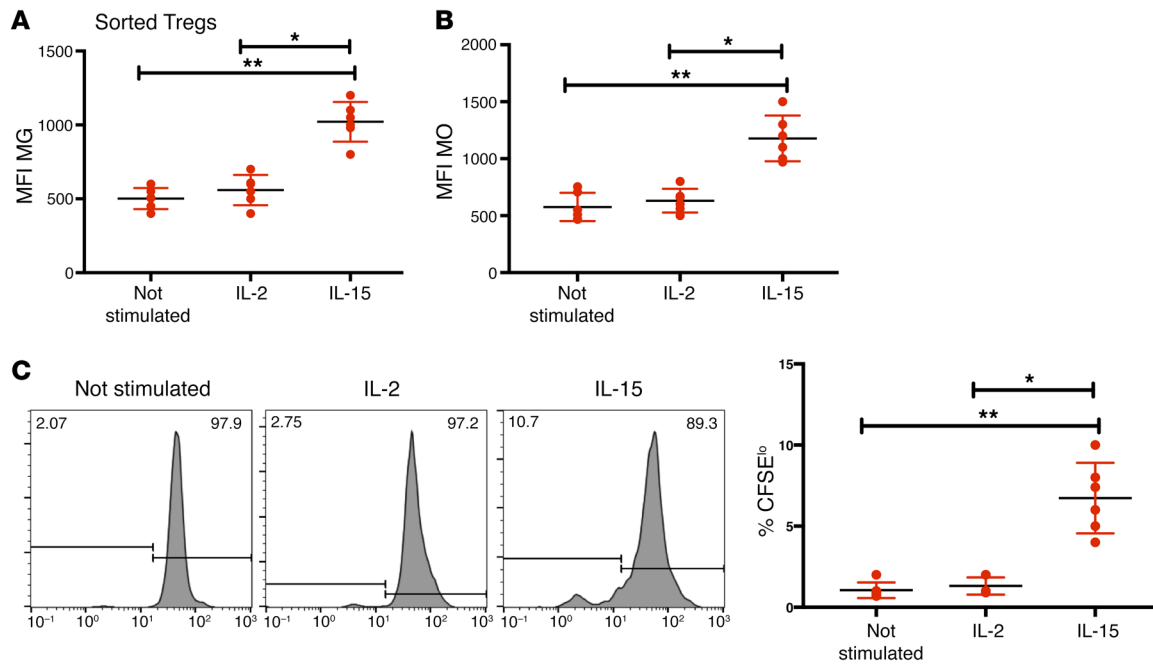 A
Sorted Tregs
MFI MG
1500
1000
500
0
*
**
Not stimulated
IL-2
IL-15
B
MFI MO
2000
1500
1000
500
0
*
**
Not stimulated
IL-2
IL-15
C
Not stimulated
2.07 97.9
10⁻¹ 10⁰ 10¹ 10² 10³
IL-2
2.75 97.2
10⁻¹ 10⁰ 10¹ 10² 10³
IL-15
10.7 89.3
10⁻¹ 10⁰ 10¹ 10² 10³
% CFSEˡᵒ
15
10
5
0
*
**
Not stimulated
IL-2
IL-15